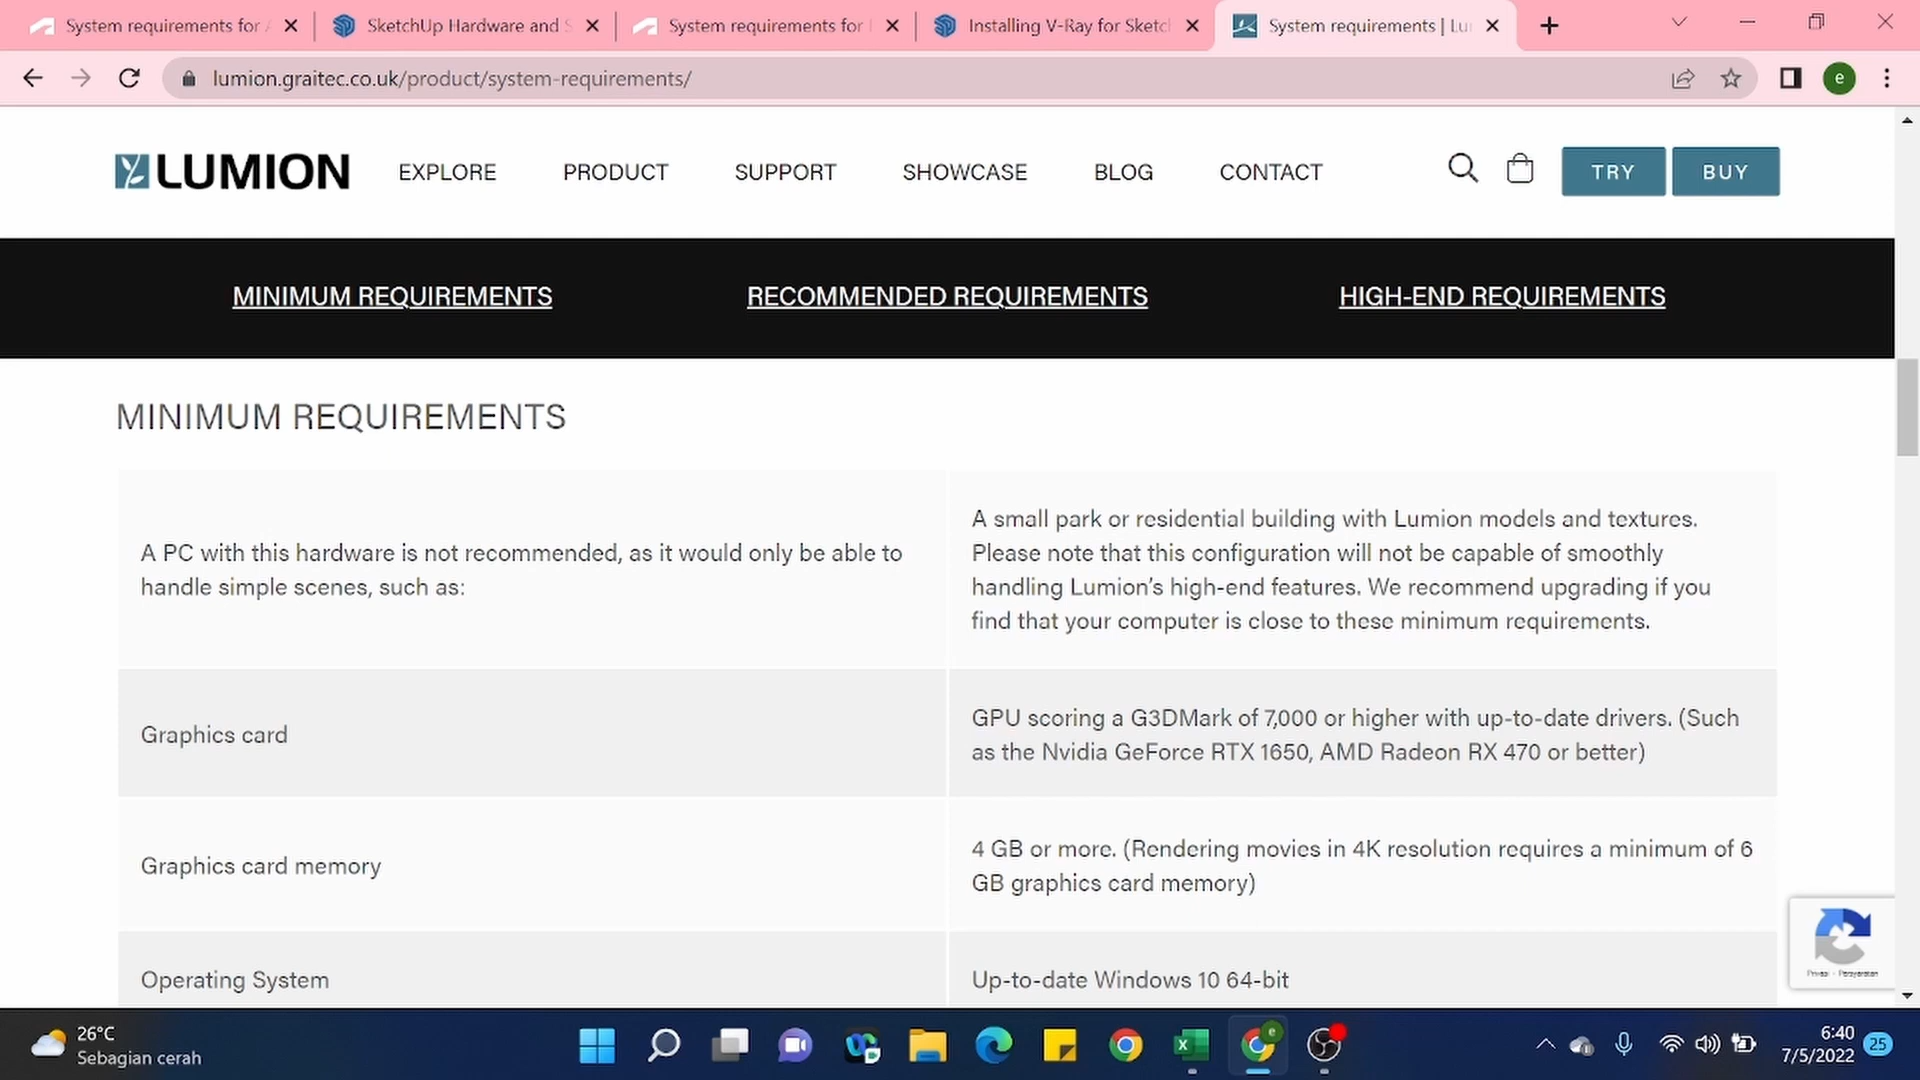 System requirements for A
SketchUp Hardware and S
System requirements for
Installing V-Ray for Sketch
System requirements | Lu
lumion.graitec.co.uk/product/system-requirements/
e
LUMION
EXPLORE
PRODUCT
SUPPORT
SHOWCASE
BLOG
CONTACT
TRY
BUY
MINIMUM REQUIREMENTS
RECOMMENDED REQUIREMENTS
HIGH-END REQUIREMENTS
MINIMUM REQUIREMENTS
A PC with this hardware is not recommended, as it would only be able to
handle simple scenes, such as:
A small park or residential building with Lumion models and textures.
Please note that this configuration will not be capable of smoothly
handling Lumion's high-end features. We recommend upgrading if you
find that your computer is close to these minimum requirements.
Graphics card
GPU scoring a G3DMark of 7,000 or higher with up-to-date drivers. (Such
as the Nvidia GeForce RTX 1650, AMD Radeon RX 470 or better)
Graphics card memory
4 GB or more. (Rendering movies in 4K resolution requires a minimum of 6
GB graphics card memory)
Operating System
Up-to-date Windows 10 64-bit
Privasi - Persyaratan
26°C
Sebagian cerah
6:40
7/5/2022
25